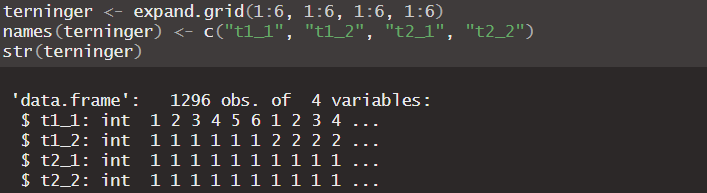 terninger <- expand.grid(1:6, 1:6, 1:6, 1:6)
names(terninger) <- c("t1_1", "t1_2", "t2_1", "t2_2")
str(terninger)
'data.frame':   1296 obs. of  4 variables:
 $ t1_1: int  1 2 3 4 5 6 1 2 3 4 ...
 $ t1_2: int  1 1 1 1 1 1 2 2 2 2 ...
 $ t2_1: int  1 1 1 1 1 1 1 1 1 1 ...
 $ t2_2: int  1 1 1 1 1 1 1 1 1 1 ...